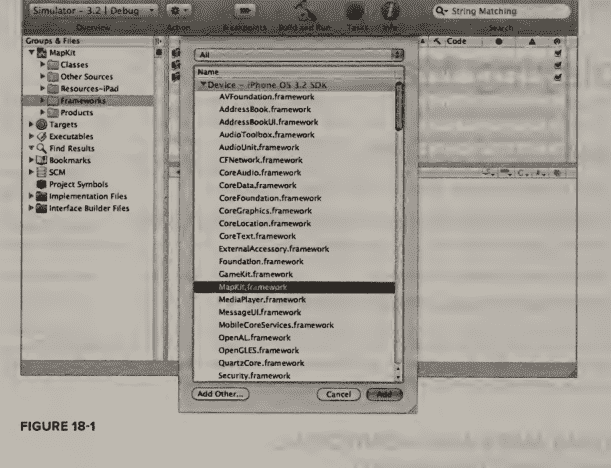 Simulator - 3.2 | Debug
String Matching
Overview Action Breakpoints Build and Run Tasks Info Search
Groups & Files
Code
MapKit
Classes
Other Sources
Resources-iPad
Frameworks
Products
Targets
Executables
Find Results
Bookmarks
SCM
Project Symbols
Implementation Files
Interface Builder Files
All
Name
Device - iPhone OS 3.2 SDK
AVFoundation.framework
AddressBook.framework
AddressBookUI.framework
AudioToolbox.framework
AudioUnit.framework
CFNetwork.framework
CoreAudio.framework
CoreData.framework
CoreFoundation.framework
CoreGraphics.framework
CoreLocation.framework
CoreText.framework
ExternalAccessory.framework
Foundation.framework
GameKit.framework
MapKit.framework
MediaPlayer.framework
MessageUI.framework
MobileCoreServices.framework
OpenAL.framework
OpenGLES.framework
QuartzCore.framework
Security.framework
Add Other... Cancel Add
FIGURE 18-1